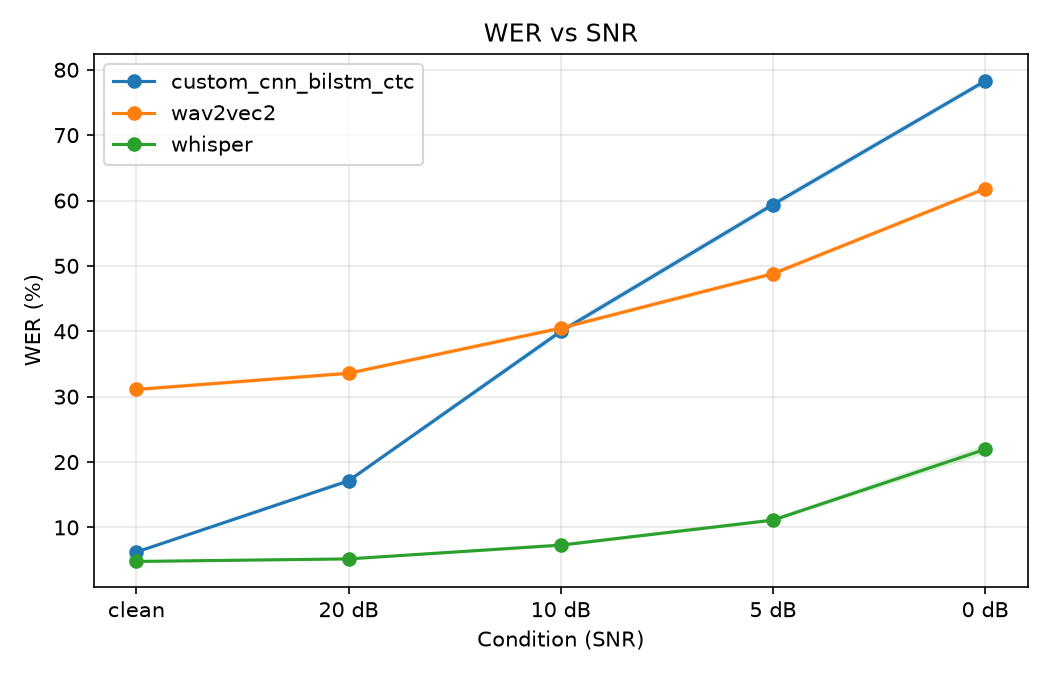 WER vs SNR
custom_cnn_bilstm_ctc
wav2vec2
whisper
80
70
60
50
40
30
20
10
WER (%)
clean 20 dB 10 dB 5 dB 0 dB
Condition (SNR)